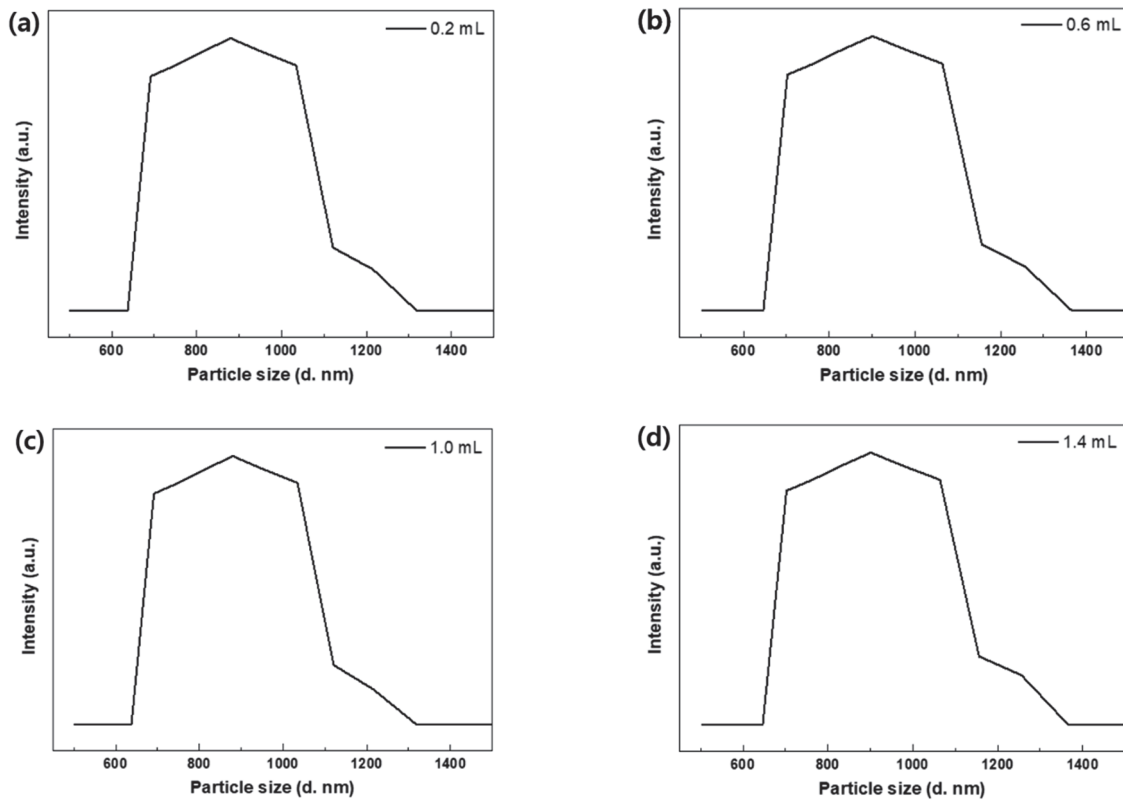 (a)
0.2 mL
Intensity (a.u.)
600 800 1000 1200 1400
Particle size (d. nm)
(b)
0.6 mL
Intensity (a.u.)
600 800 1000 1200 1400
Particle size (d. nm)
(c)
1.0 mL
Intensity (a.u.)
600 800 1000 1200 1400
Particle size (d. nm)
(d)
1.4 mL
Intensity (a.u.)
600 800 1000 1200 1400
Particle size (d. nm)